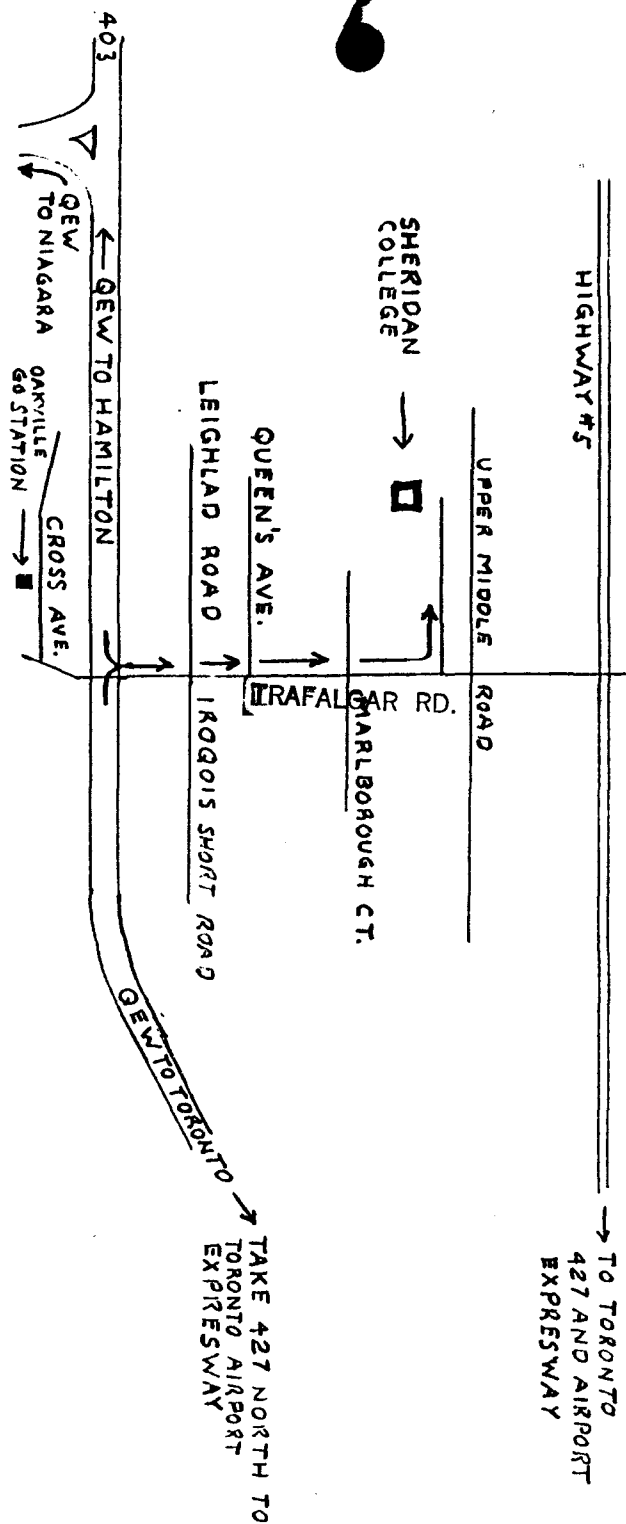 HIGHWAY #5
→ TO TORONTO
427 AND AIRPORT
EXPRESWAY
UPPER MIDDLE ROAD
SHERIDAN
COLLEGE
MARLBOROUGH CT.
TRAFALGAR RD.
QUEEN'S AVE.
LEIGHLAD ROAD
IROQOIS SHORT ROAD
TAKE 427 NORTH TO
TORONTO AIRPORT
EXPRESWAY
QEW TO TORONTO
403
← QEW TO HAMILTON
QEW
TO NIAGARA
CROSS AVE.
OAKVILLE
GO STATION